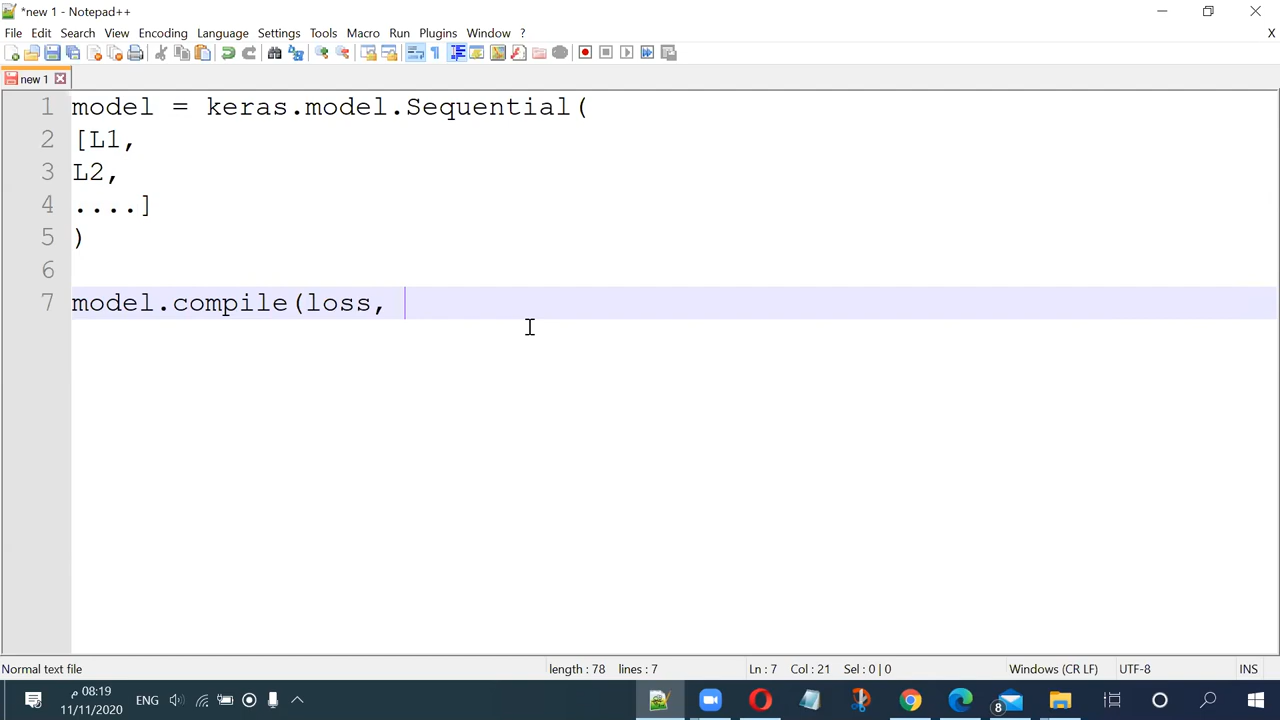 *new 1 - Notepad++
File Edit Search View Encoding Language Settings Tools Macro Run Plugins Window ? X
new 1
1 model = keras.model.Sequential(
2 [L1,
3 L2,
4 ....]
5 )
6
7 model.compile(loss,
Normal text file length : 78 lines : 7 Ln : 7 Col : 21 Sel : 0 | 0 Windows (CR LF) UTF-8 INS
08:19 م
ENG
11/11/2020
8